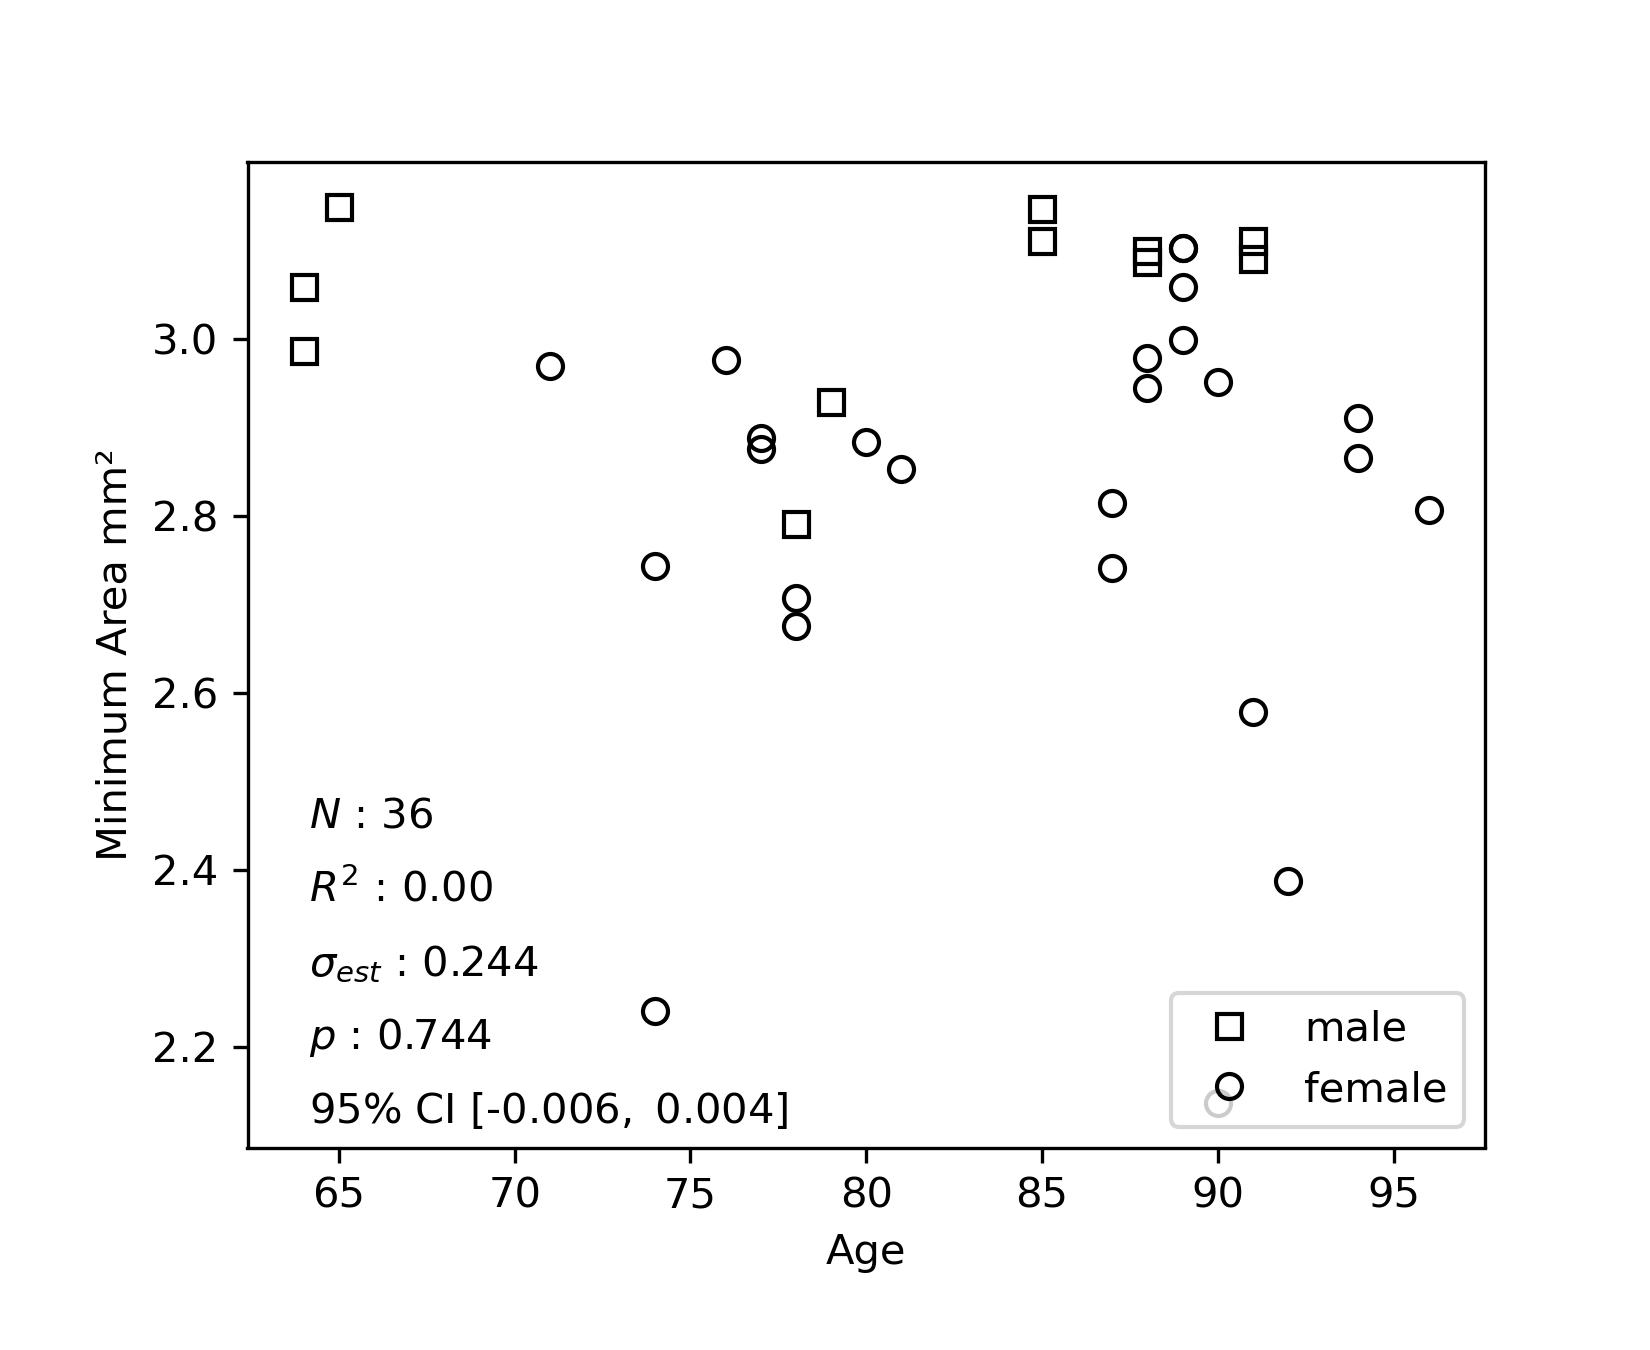 3.0
2.8
2.6
2.4
2.2
Minimum Area mm²
N : 36
R² : 0.00
σest : 0.244
p : 0.744
95% CI [-0.006, 0.004]
male
female
65 70 75 80 85 90 95
Age